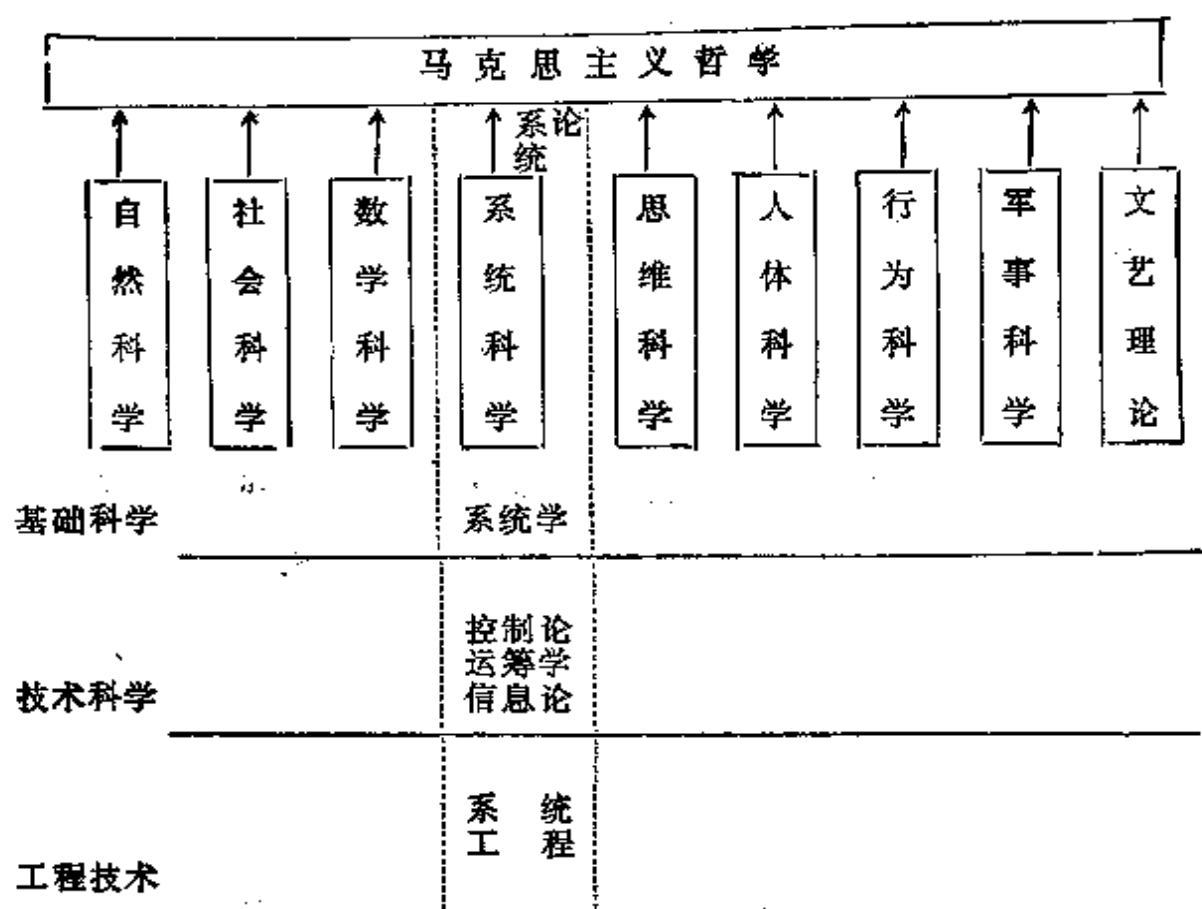 马克思主义哲学
系统论
自然科学
社会科学
数学科学
系统科学
思维科学
人体科学
行为科学
军事科学
文艺理论
基础科学
系统学
技术科学
控制论
运筹学
信息论
工程技术
系统
工程